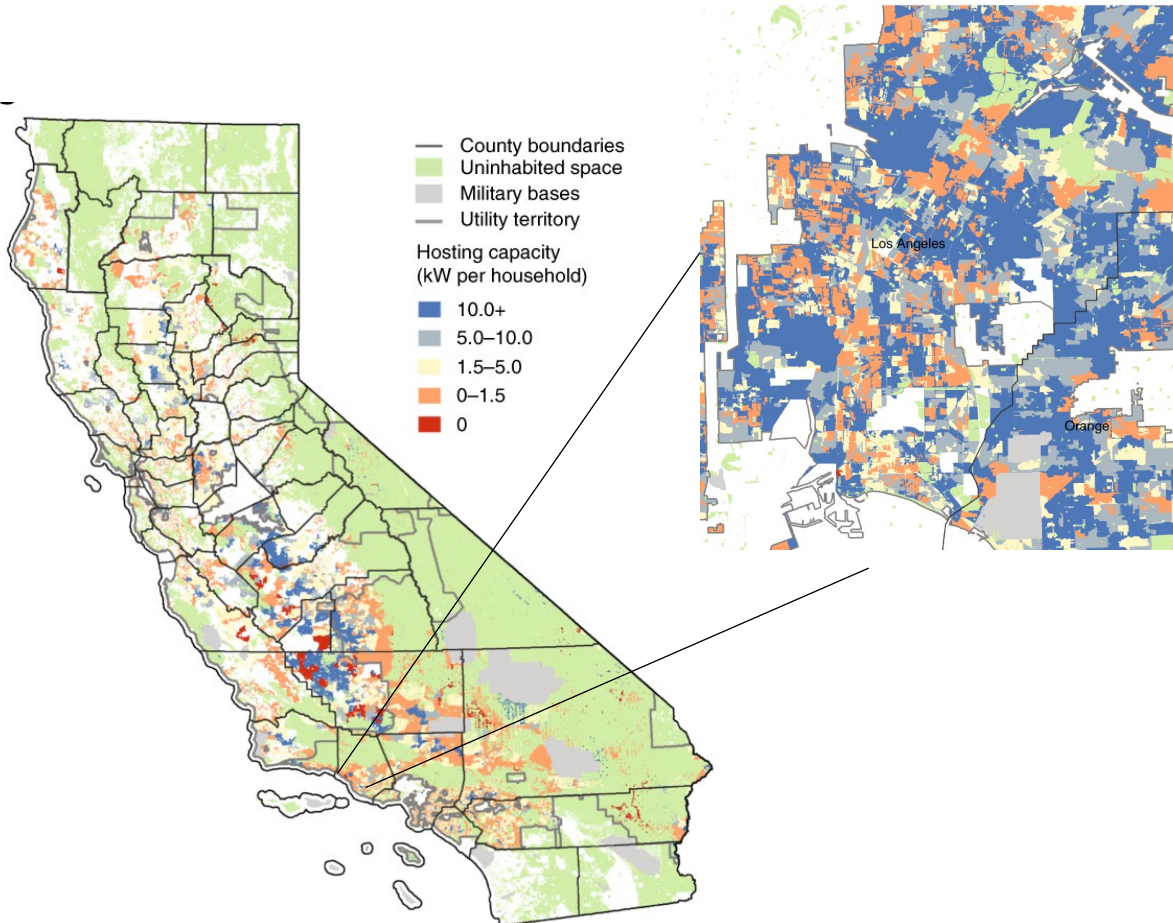 County boundaries
Uninhabited space
Military bases
Utility territory
Hosting capacity
(kW per household)
10.0+
5.0–10.0
1.5–5.0
0–1.5
0
Los Angeles
Orange